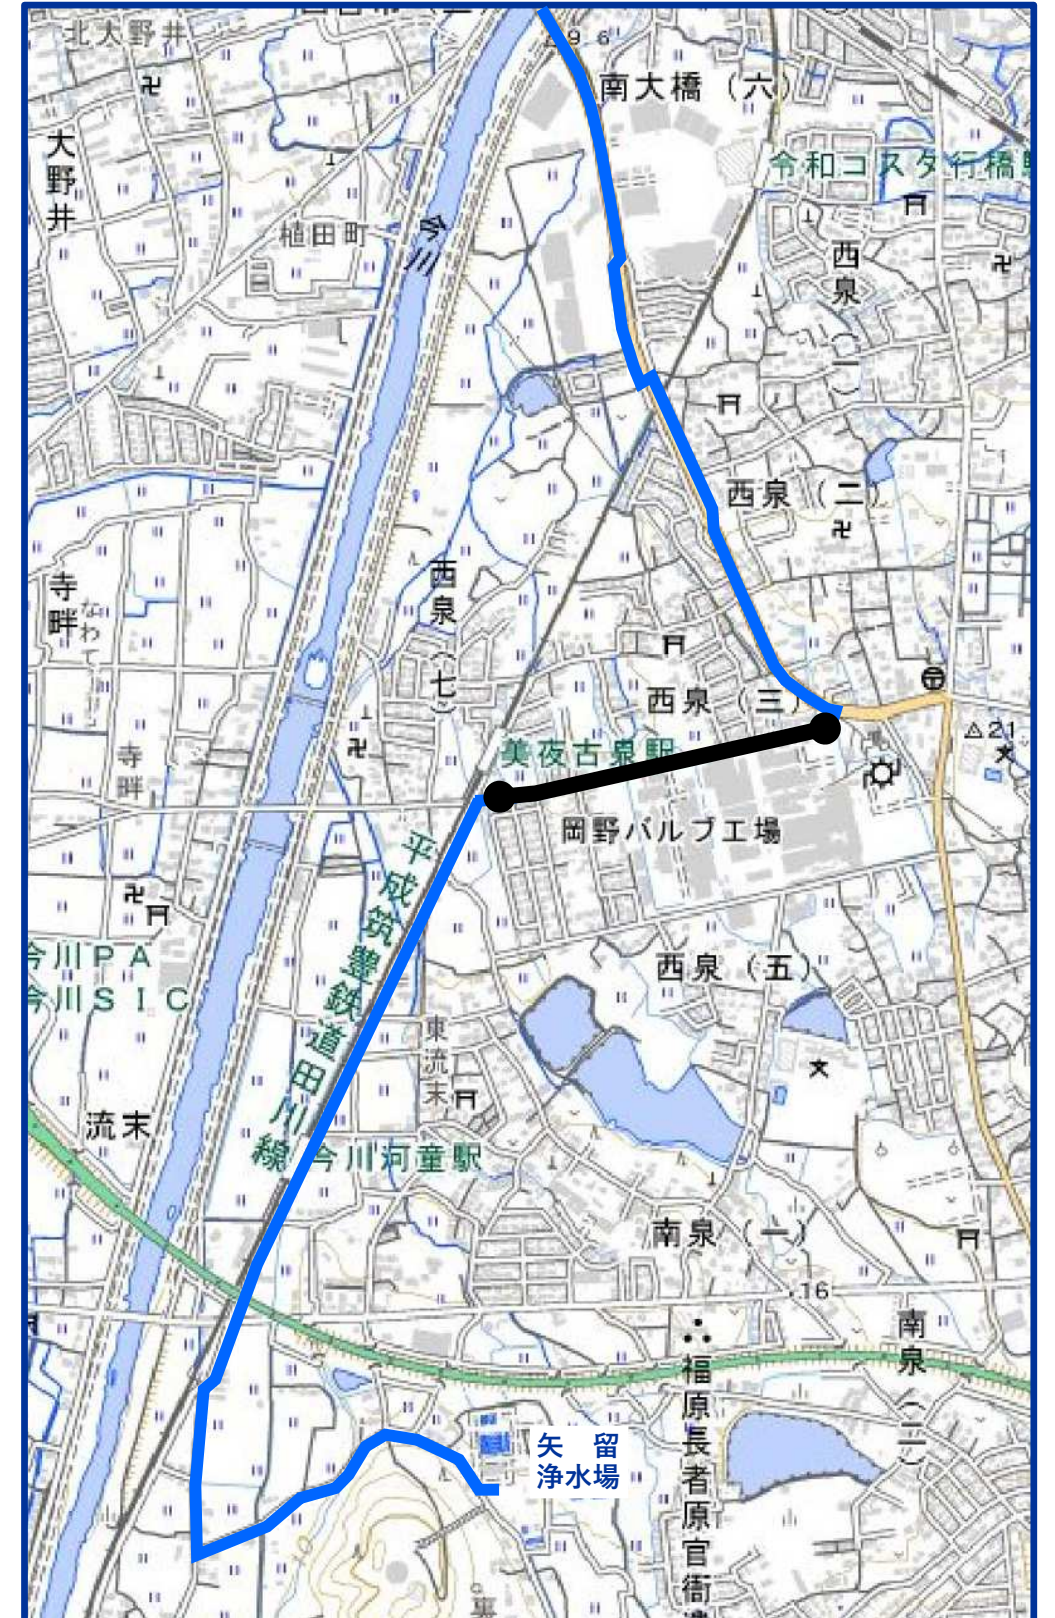 北大野井
9.6
南大橋（六）
大野井
令和コスタ行橋
今川
植田町
西泉（一）
西泉（二）
西泉（七）
寺畔
なわて
西泉（三）
美夜古泉駅
21
寺畔
岡野バルブ工場
平成筑豊鉄道田川線
今川PA
今川SIC
西泉（五）
東流末
流末
今川河童駅
南泉（一）
16
南泉（二）
福原長者原官衙
矢留
浄水場
裏